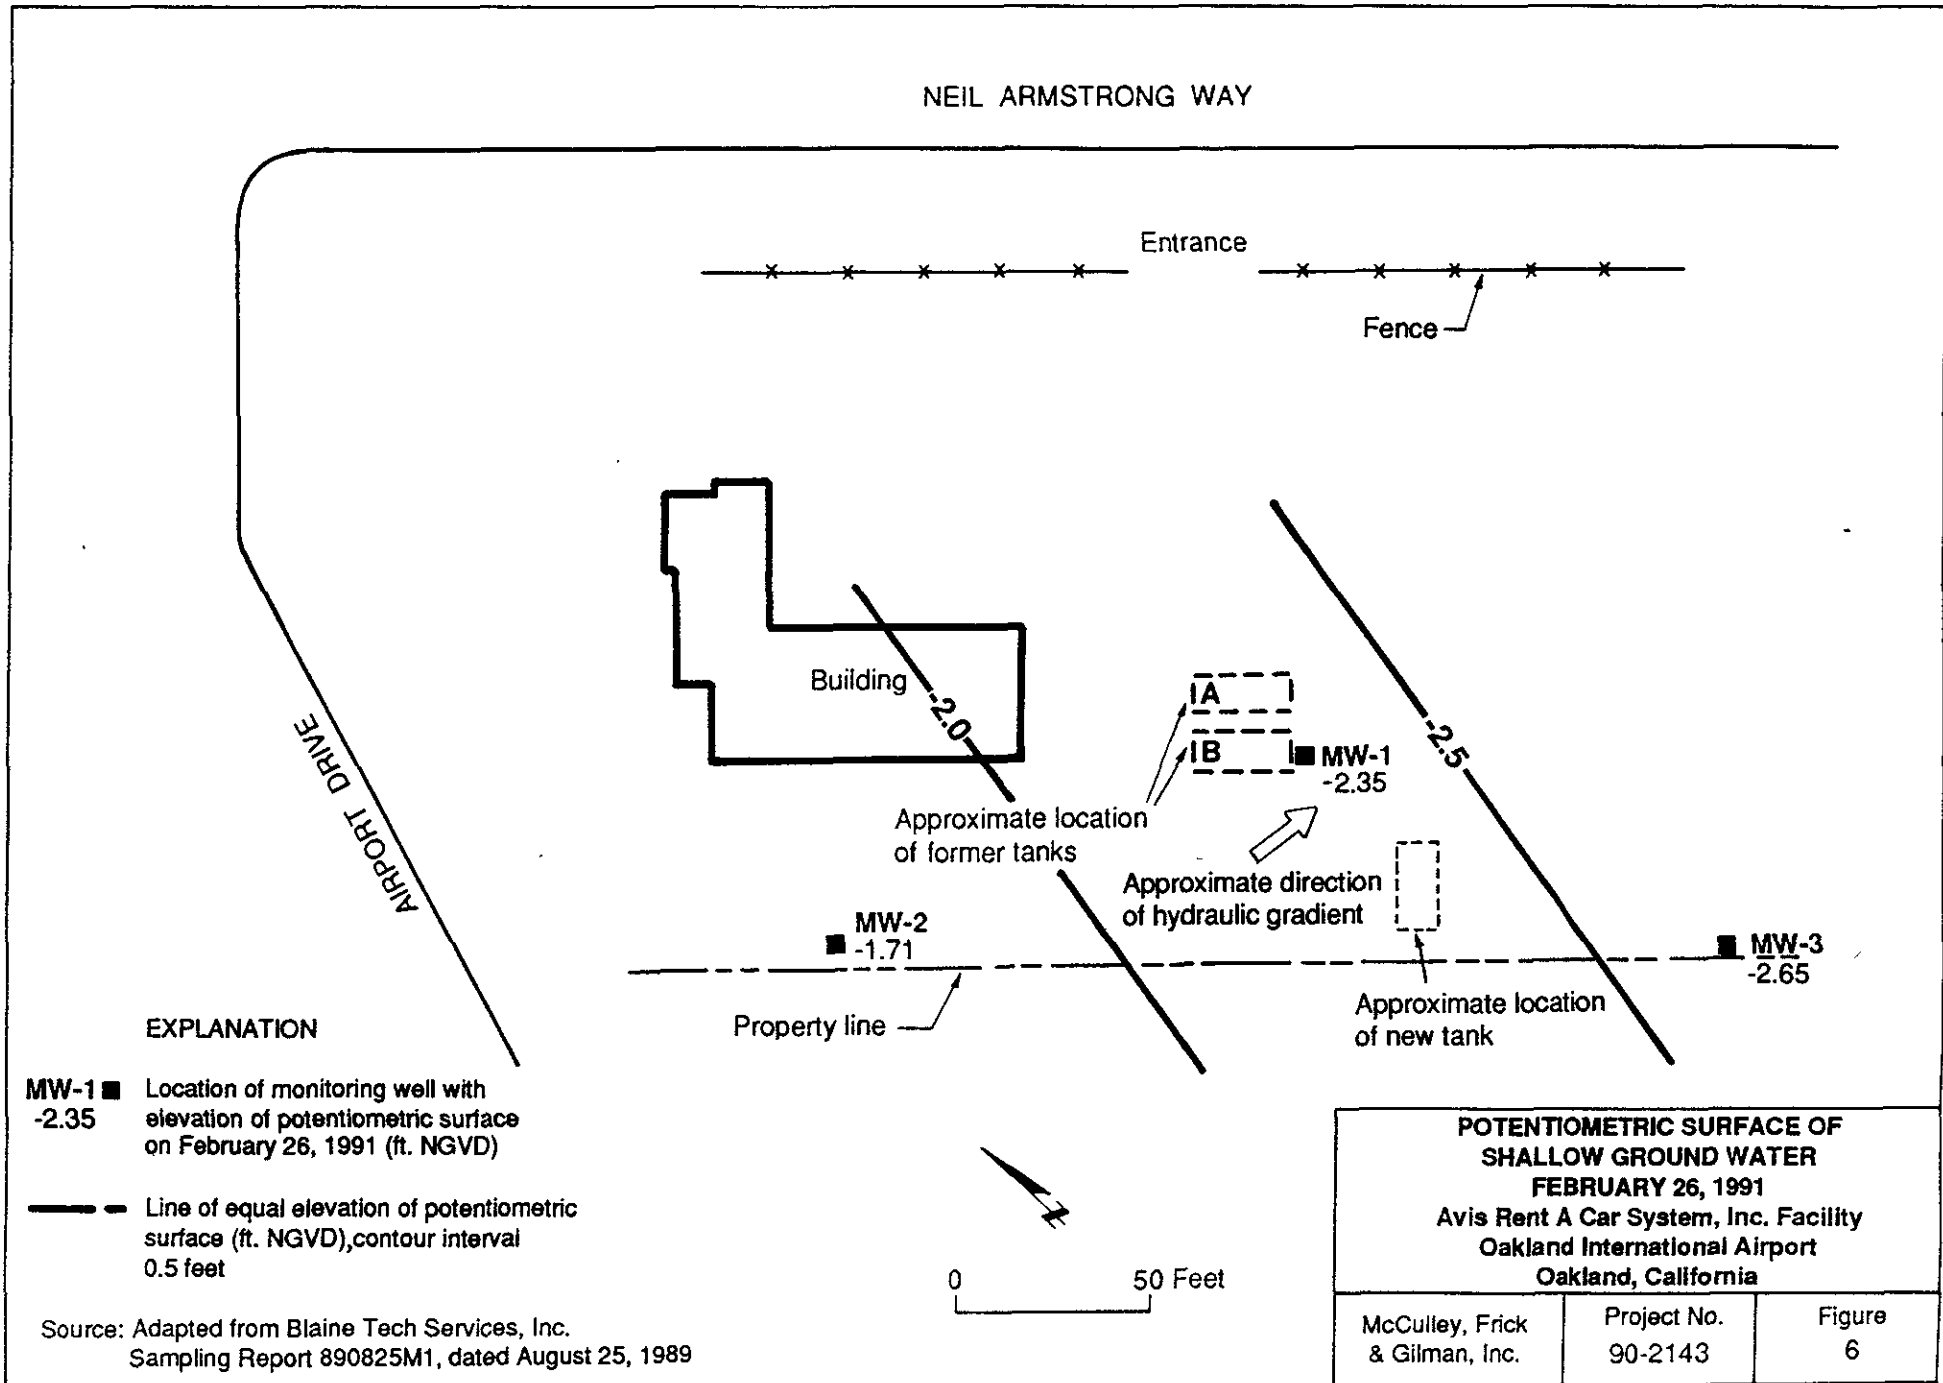 NEIL ARMSTRONG WAY
Entrance
Fence
Building
-2.0
A
B
MW-1
-2.35
-2.5
Approximate location
of former tanks
Approximate direction
of hydraulic gradient
AIRPORT DRIVE
MW-2
-1.71
MW-3
-2.65
Property line
Approximate location
of new tank
EXPLANATION
MW-1
-2.35
Location of monitoring well with
elevation of potentiometric surface
on February 26, 1991 (ft. NGVD)
Line of equal elevation of potentiometric
surface (ft. NGVD),contour interval
0.5 feet
N
0 50 Feet
Source: Adapted from Blaine Tech Services, Inc.
Sampling Report 890825M1, dated August 25, 1989
POTENTIOMETRIC SURFACE OF
SHALLOW GROUND WATER
FEBRUARY 26, 1991
Avis Rent A Car System, Inc. Facility
Oakland International Airport
Oakland, California
McCulley, Frick
& Gilman, Inc.
Project No.
90-2143
Figure
6